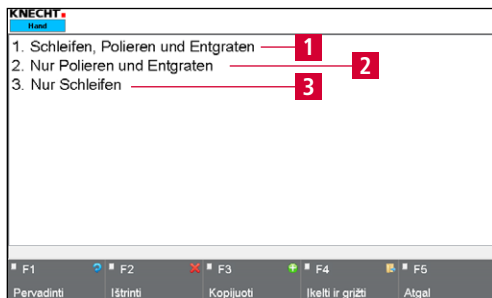 KNECHT
Hand
1. Schleifen, Polieren und Entgraten 1
2. Nur Polieren und Entgraten 2
3. Nur Schleifen 3
F1 F2 F3 F4 F5
Pervadinti Ištrinti Kopijuoti Įkelti ir grįžti Atgal